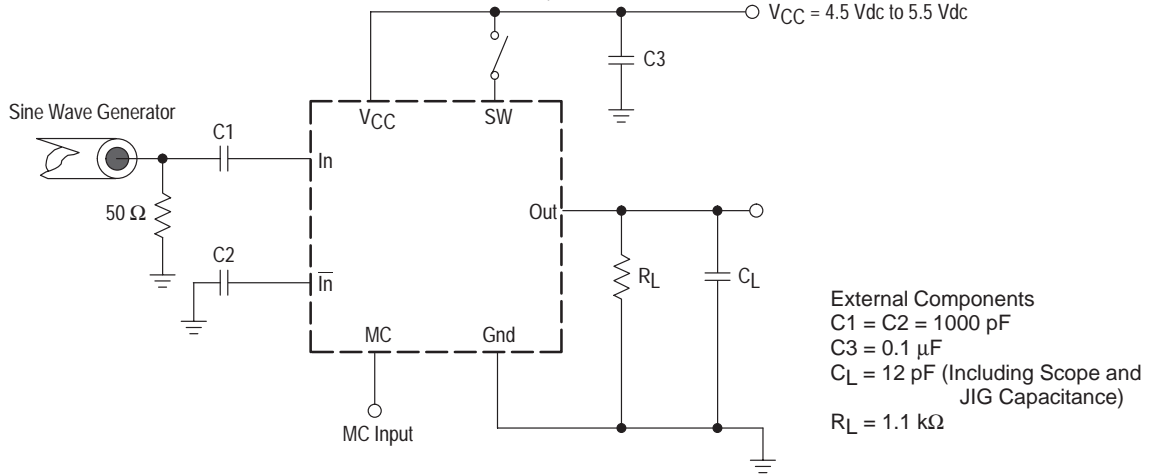 VCC = 4.5 Vdc to 5.5 Vdc
C3
Sine Wave Generator
C1
VCC
SW
In
50 Ω
Out
C2
In
RL
CL
MC
Gnd
MC Input
External Components
C1 = C2 = 1000 pF
C3 = 0.1 μF
CL = 12 pF (Including Scope and
JIG Capacitance)
RL = 1.1 kΩ